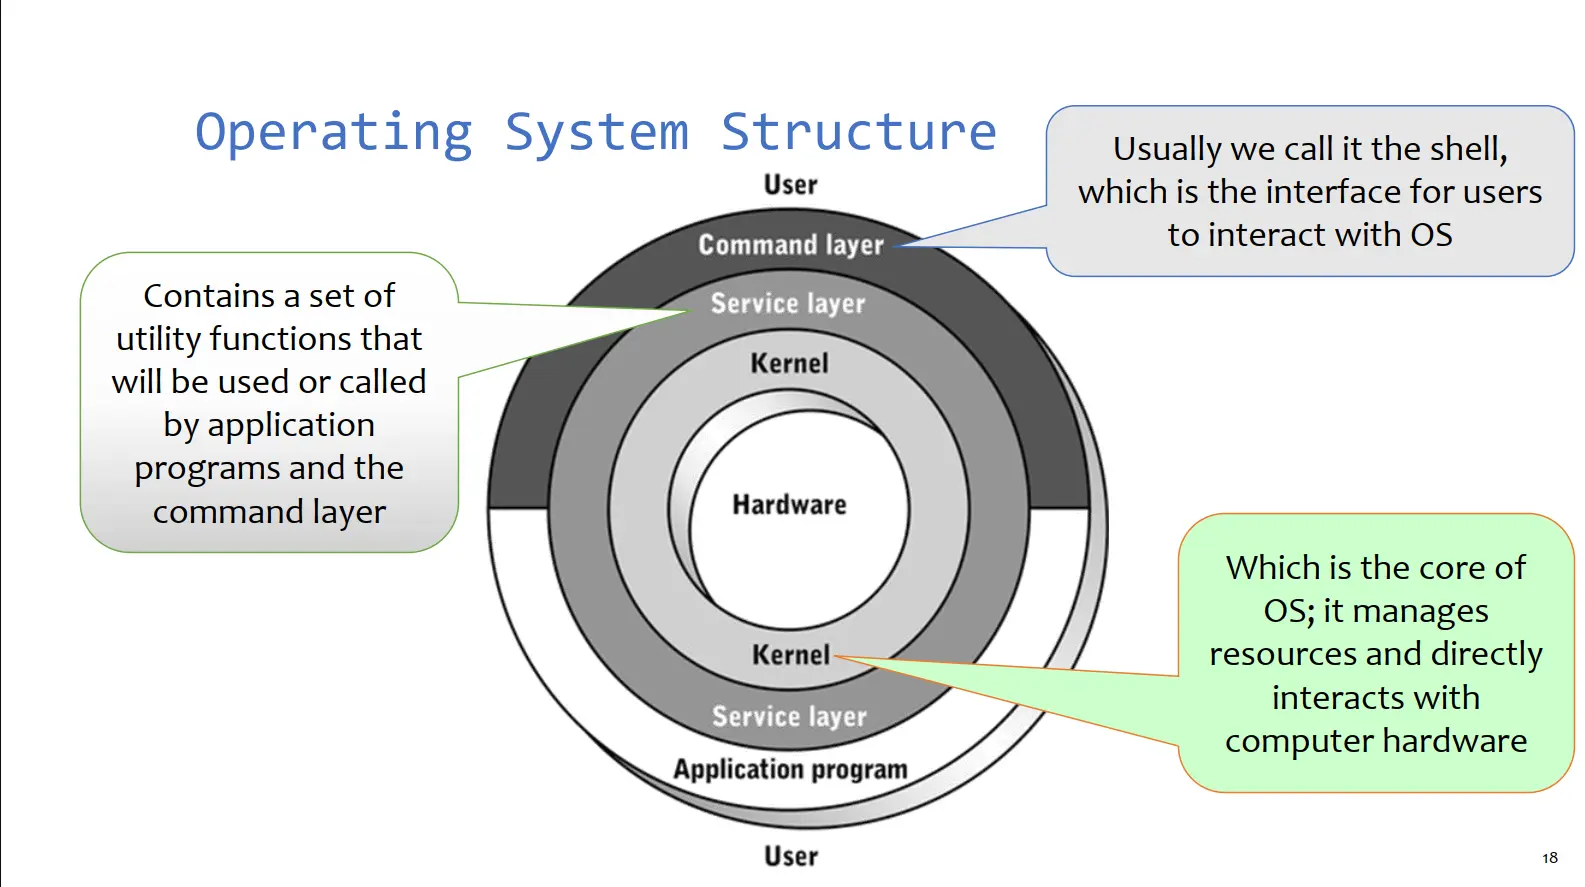 Operating System Structure
Usually we call it the shell,
which is the interface for users
to interact with OS
User
Command layer
Contains a set of
utility functions that
will be used or called
by application
programs and the
command layer
Service layer
Kernel
Hardware
Which is the core of
OS; it manages
resources and directly
interacts with
computer hardware
Kernel
Service layer
Application program
User
18